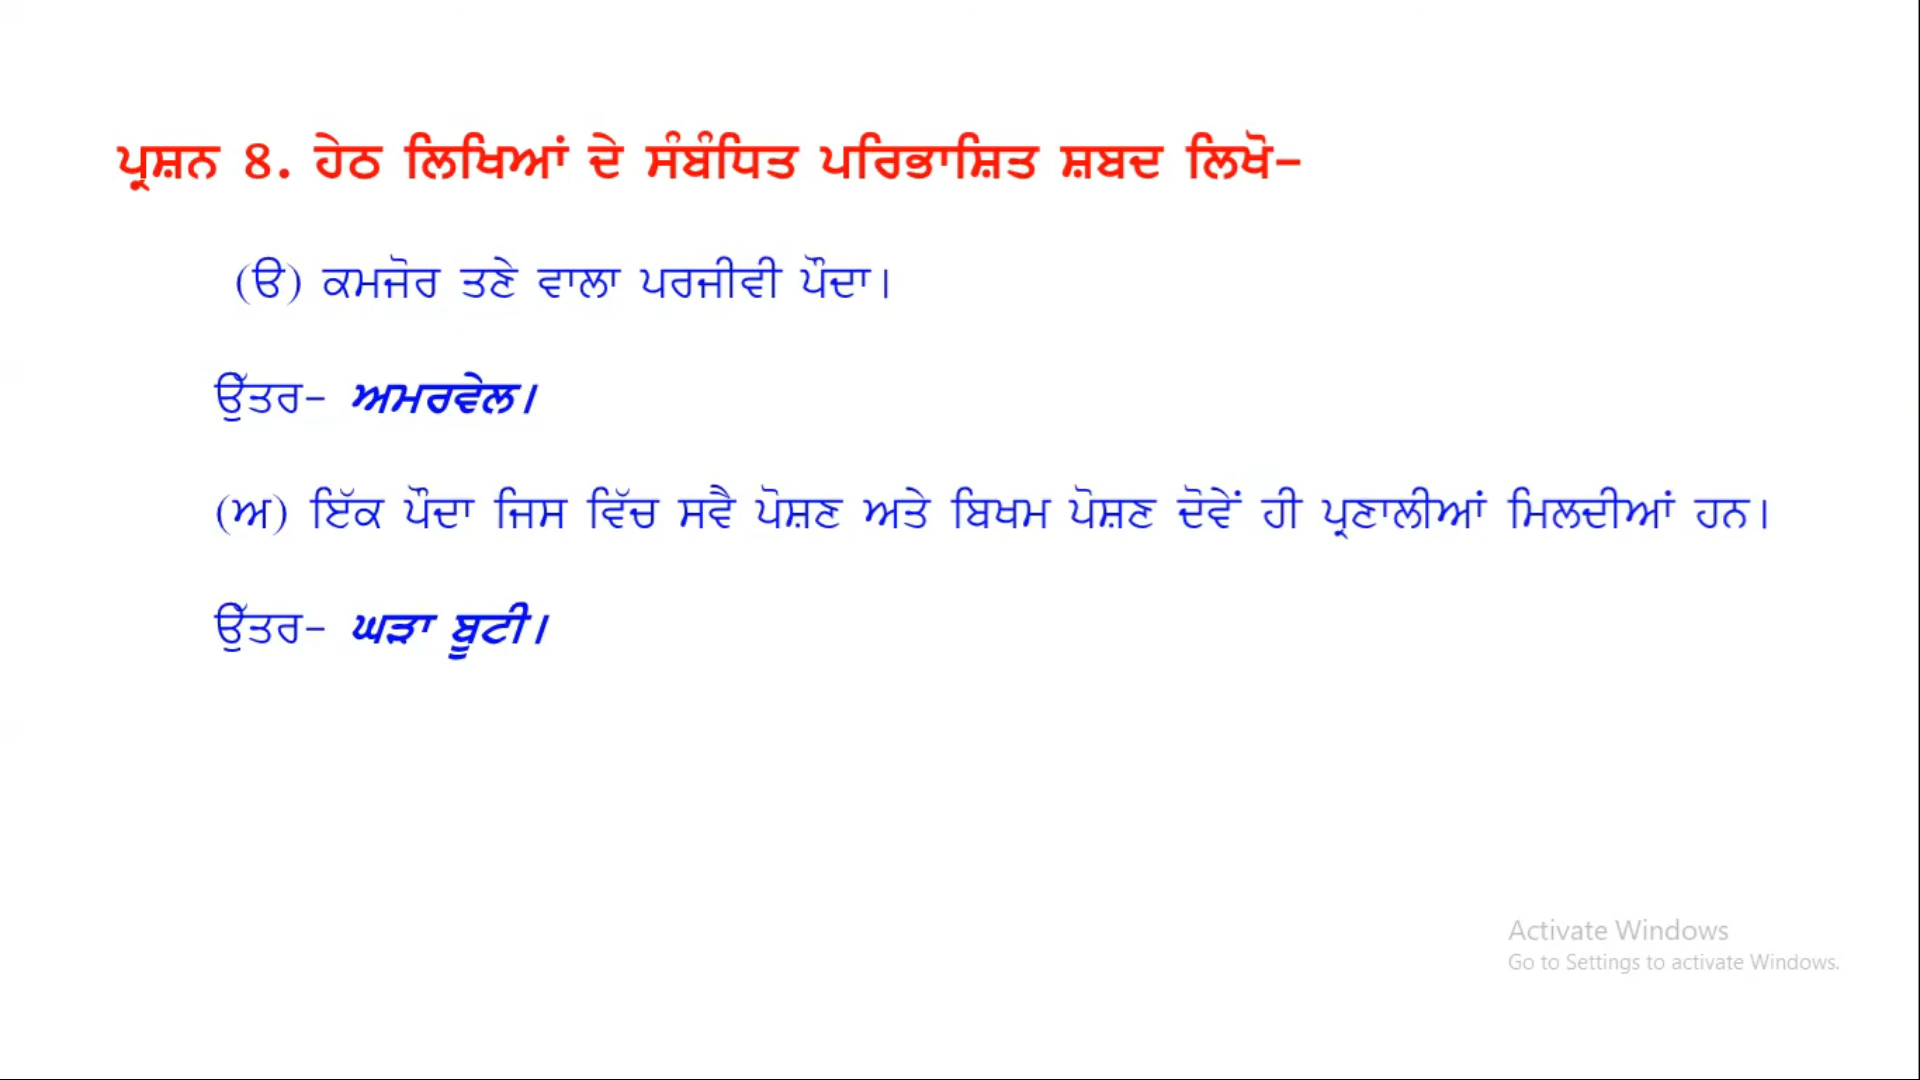 ਪ੍ਰਸ਼ਨ 8. ਹੇਠ ਲਿਖਿਆਂ ਦੇ ਸੰਬੰਧਿਤ ਪਰਿਭਾਸ਼ਿਤ ਸ਼ਬਦ ਲਿਖੋ-
(ੳ) ਕਮਜੋਰ ਤਣੇ ਵਾਲਾ ਪਰਜੀਵੀ ਪੌਦਾ।
ਉੱਤਰ- ਅਮਰਵੇਲ।
(ਅ) ਇੱਕ ਪੌਦਾ ਜਿਸ ਵਿੱਚ ਸਵੈ ਪੋਸ਼ਣ ਅਤੇ ਬਿਖਮ ਪੋਸ਼ਣ ਦੋਵੇਂ ਹੀ ਪ੍ਰਣਾਲੀਆਂ ਮਿਲਦੀਆਂ ਹਨ।
ਉੱਤਰ- ਘੜਾ ਬੂਟੀ।
Activate Windows
Go to Settings to activate Windows.